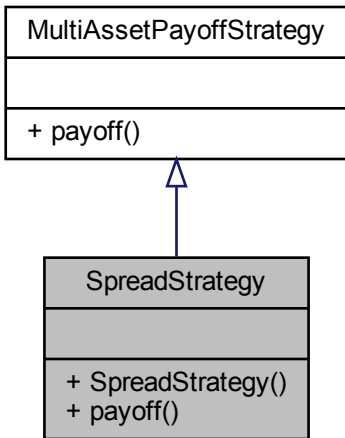 MultiAssetPayoffStrategy
+ payoff()
SpreadStrategy
+ SpreadStrategy()
+ payoff()